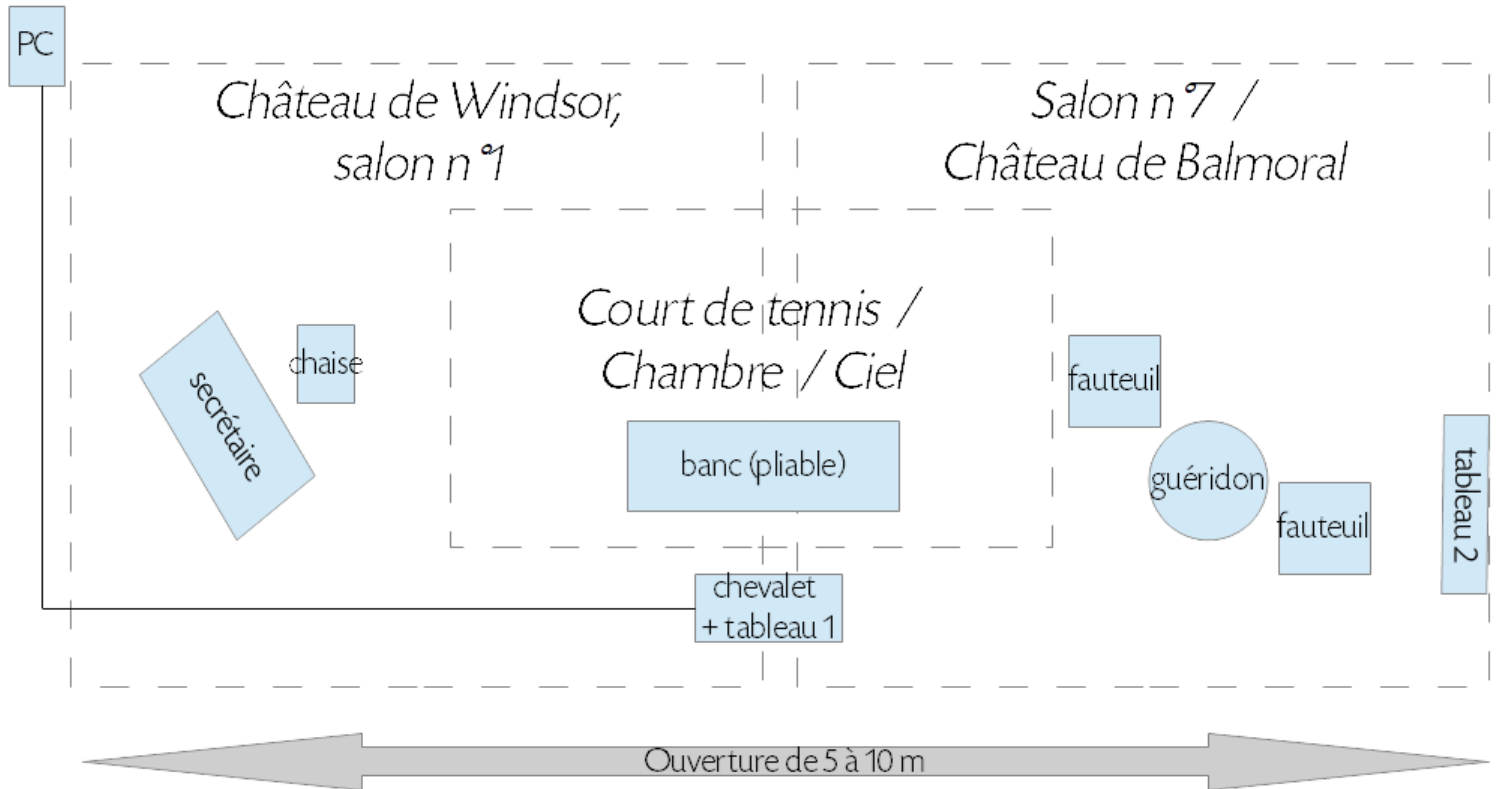 PC
Château de Windsor,
salon n°1
Salon n°7 /
Château de Balmoral
Court de tennis /
Chambre / Ciel
secrétaire
chaise
banc (pliable)
fauteuil
guéridon
fauteuil
tableau 2
chevalet
+ tableau 1
Ouverture de 5 à 10 m